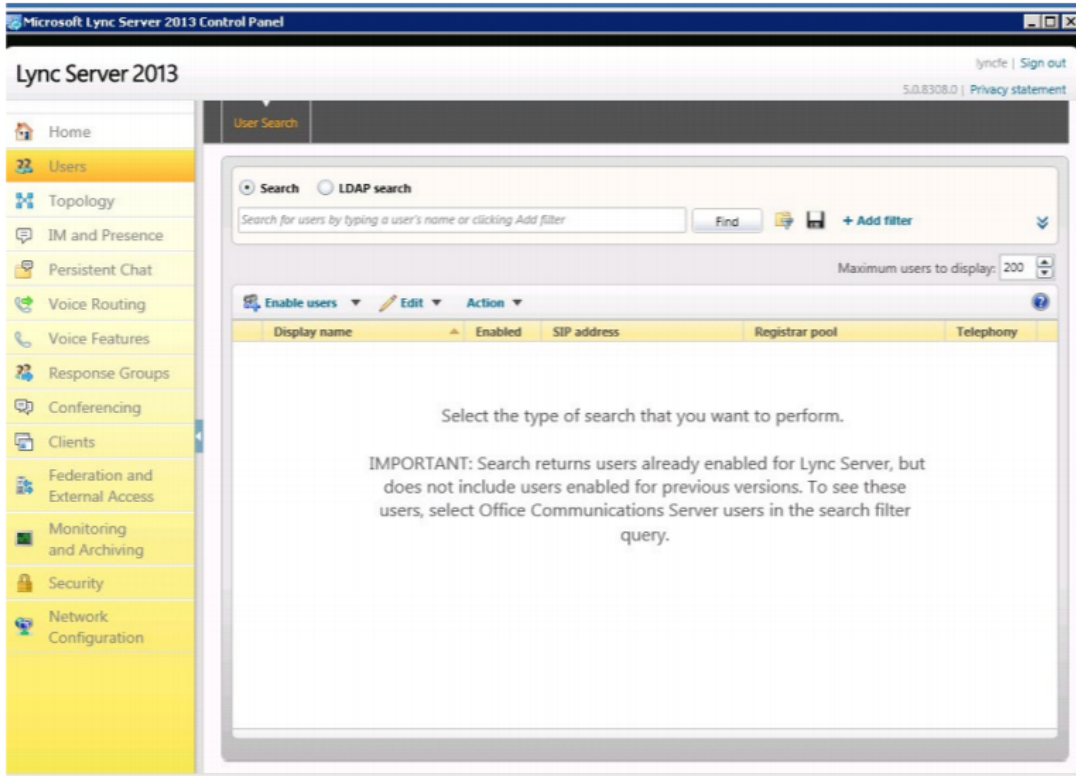 Microsoft Lync Server 2013 Control Panel
Lync Server 2013
lyncfe | Sign out
5.0.8308.0 | Privacy statement
Home
Users
Topology
IM and Presence
Persistent Chat
Voice Routing
Voice Features
Response Groups
Conferencing
Clients
Federation and
External Access
Monitoring
and Archiving
Security
Network
Configuration
User Search
Search LDAP search
Search for users by typing a user's name or clicking Add filter
Find
+ Add filter
Maximum users to display: 200
Enable users Edit Action
Display name Enabled SIP address Registrar pool Telephony
Select the type of search that you want to perform.
IMPORTANT: Search returns users already enabled for Lync Server, but
does not include users enabled for previous versions. To see these
users, select Office Communications Server users in the search filter
query.